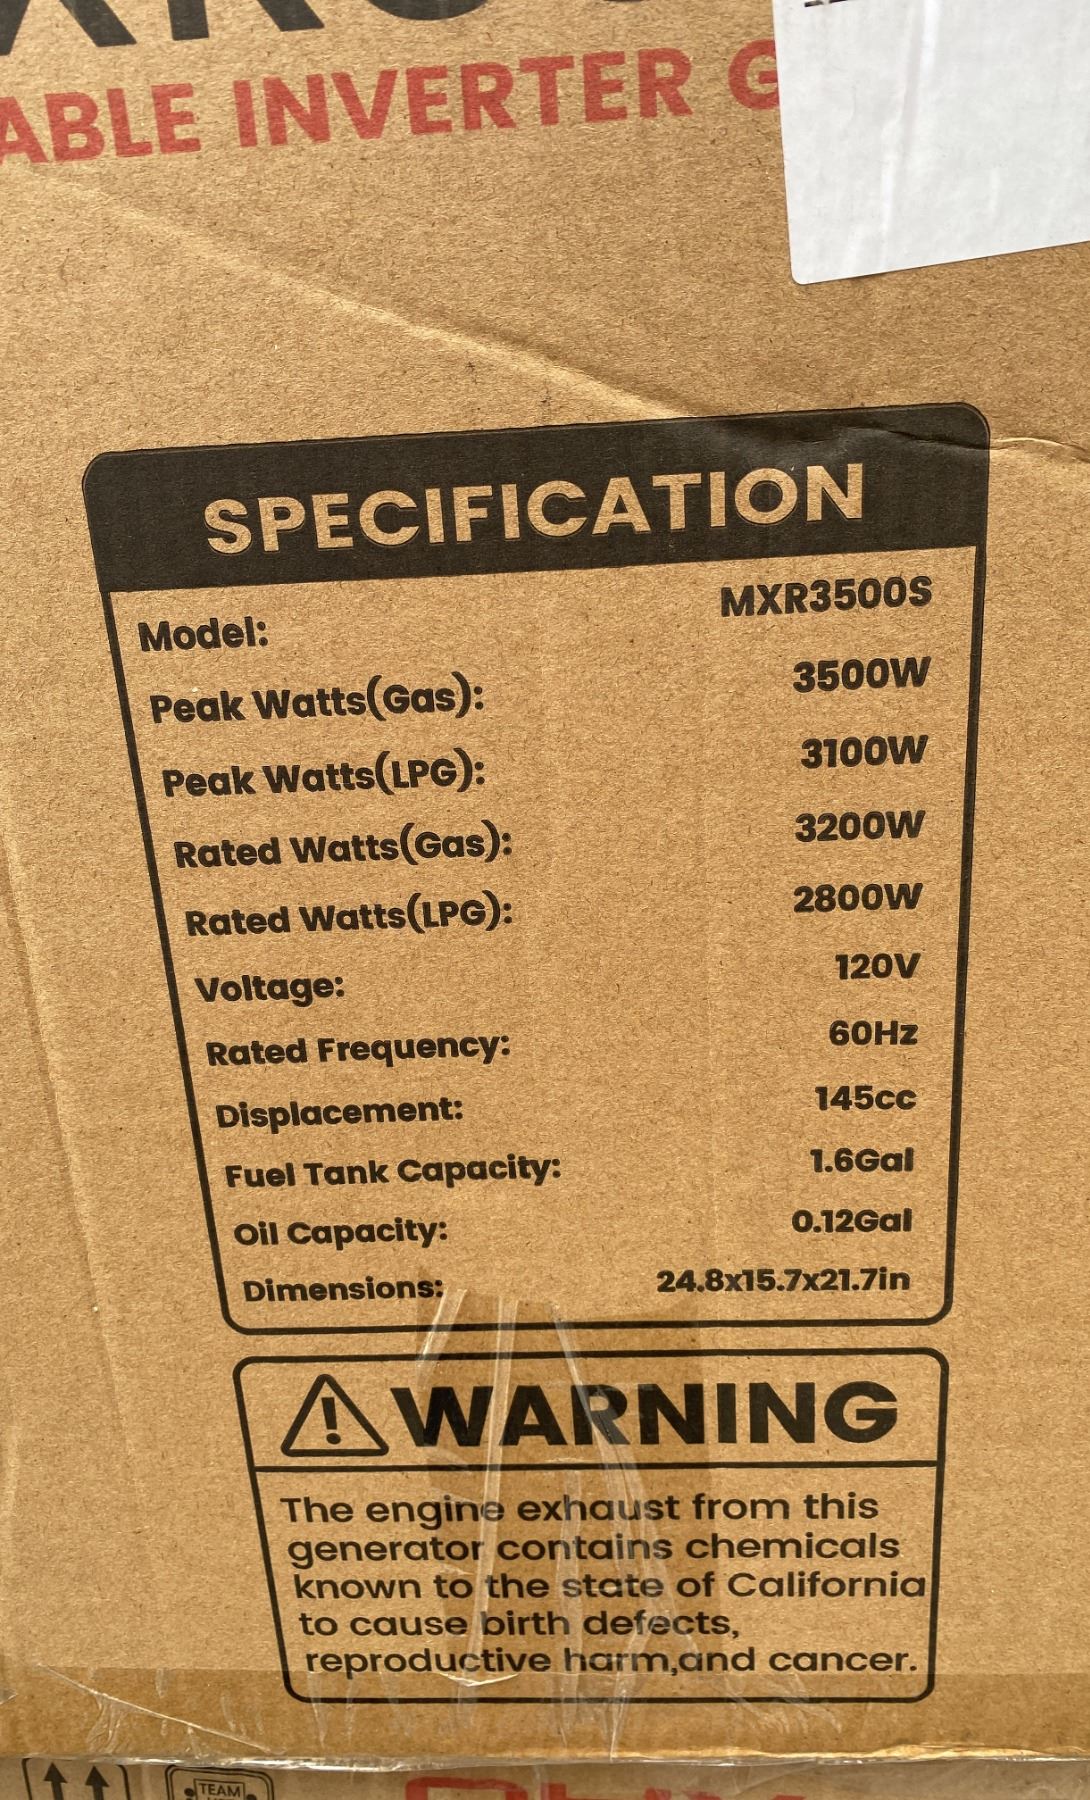 ABLE INVERTER G
SPECIFICATION
Model: MXR3500S
Peak Watts(Gas): 3500W
Peak Watts(LPG): 3100W
Rated Watts(Gas): 3200W
Rated Watts(LPG): 2800W
Voltage: 120V
Rated Frequency: 60Hz
Displacement: 145cc
Fuel Tank Capacity: 1.6Gal
Oil Capacity: 0.12Gal
Dimensions: 24.8x15.7x21.7in
WARNING
The engine exhaust from this
generator contains chemicals
known to the state of California
to cause birth defects,
reproductive harm,and cancer.
TEAM